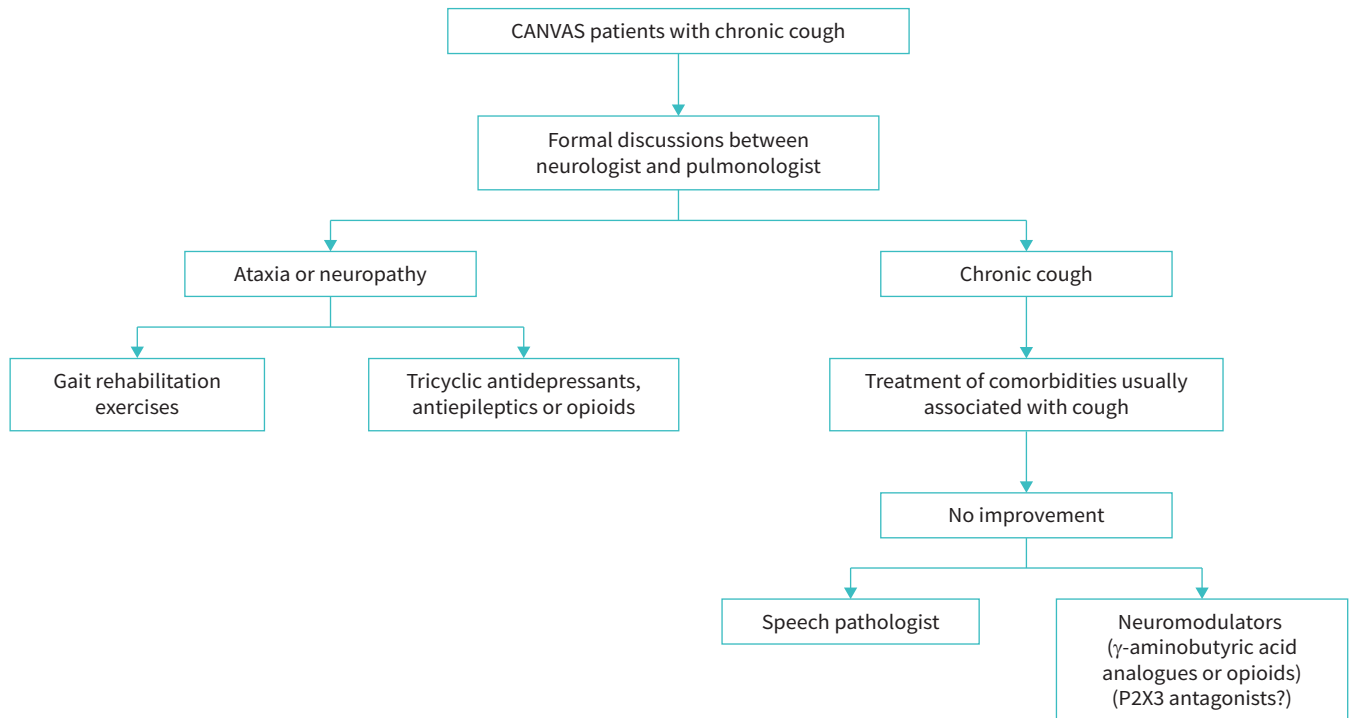 CANVAS patients with chronic cough
Formal discussions between
neurologist and pulmonologist
Ataxia or neuropathy
Chronic cough
Gait rehabilitation
exercises
Tricyclic antidepressants,
antiepileptics or opioids
Treatment of comorbidities usually
associated with cough
No improvement
Speech pathologist
Neuromodulators
(γ-aminobutyric acid
analogues or opioids)
(P2X3 antagonists?)